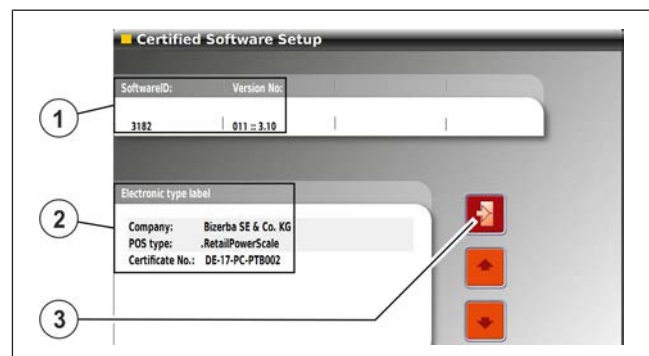 Certified Software Setup
SoftwareID: Version No:
1
3182 011 :: 3.10
Electronic type label
2
Company: Bizerba SE & Co. KG
POS type: .RetailPowerScale
Certificate No.: DE-17-PC-PTB002
3